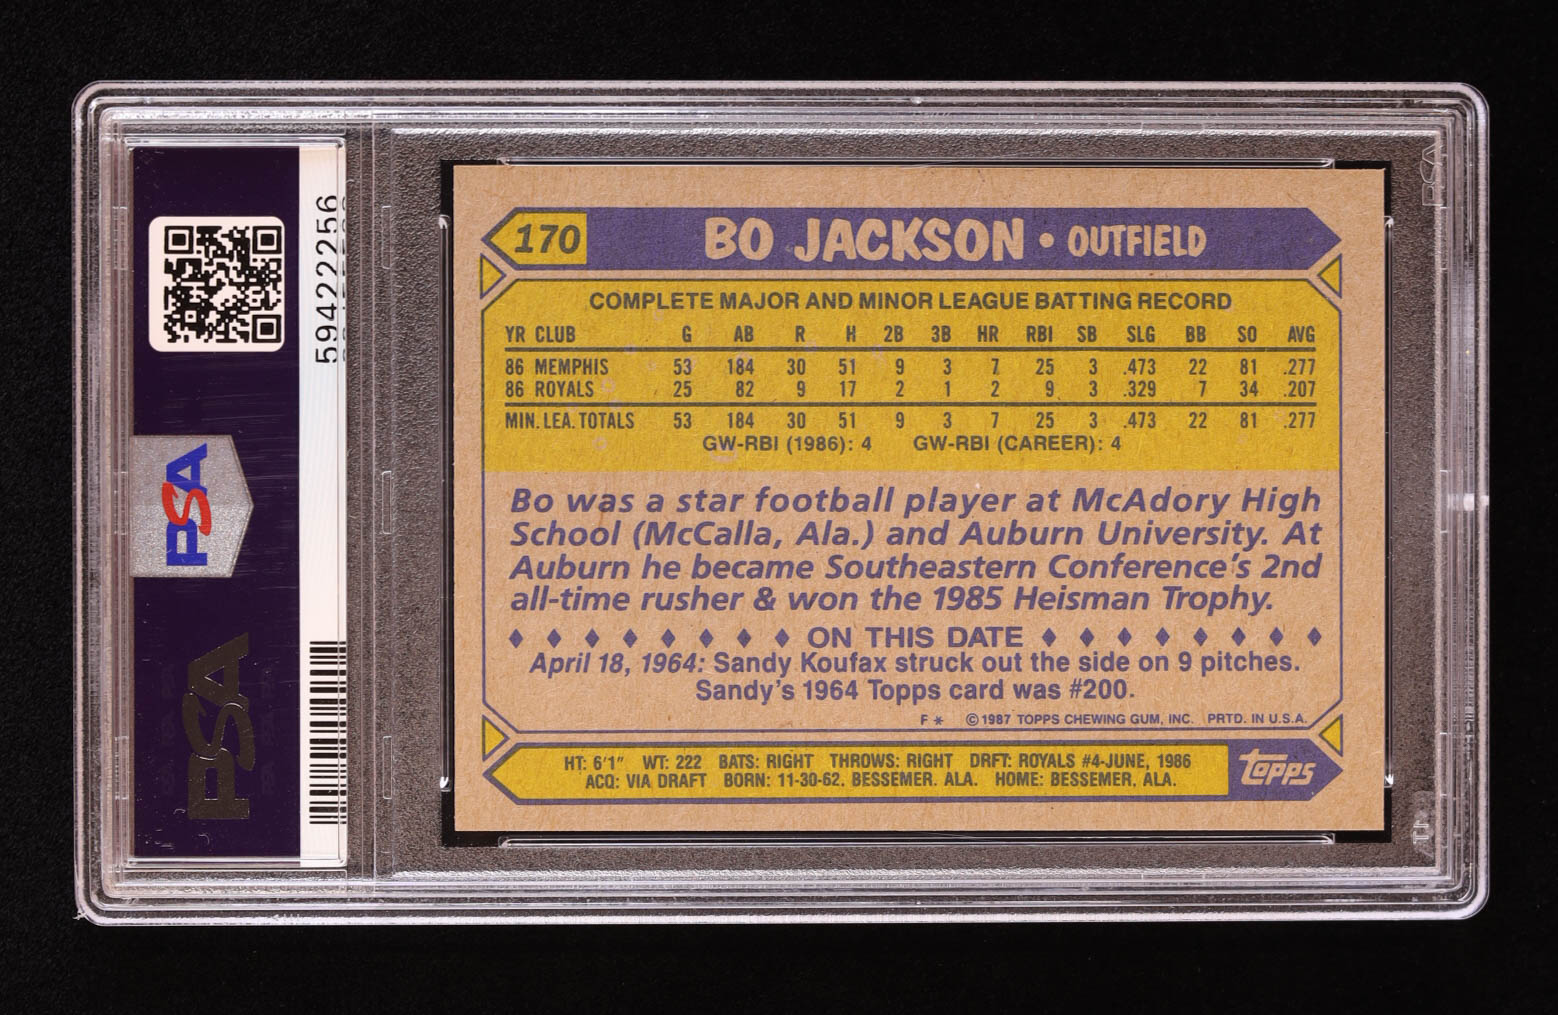 59422256
PSA
PSA
170 BO JACKSON • OUTFIELD
COMPLETE MAJOR AND MINOR LEAGUE BATTING RECORD
YR CLUB G AB R H 2B 3B HR RBI SB SLG BB SO AVG
86 MEMPHIS 53 184 30 51 9 3 7 25 3 .473 22 81 .277
86 ROYALS 25 82 9 17 2 1 2 9 3 .329 7 34 .207
MIN. LEA. TOTALS 53 184 30 51 9 3 7 25 3 .473 22 81 .277
GW-RBI (1986): 4 GW-RBI (CAREER): 4
Bo was a star football player at McAdory High
School (McCalla, Ala.) and Auburn University. At
Auburn he became Southeastern Conference's 2nd
all-time rusher & won the 1985 Heisman Trophy.
ON THIS DATE
April 18, 1964: Sandy Koufax struck out the side on 9 pitches.
Sandy's 1964 Topps card was #200.
F * © 1987 TOPPS CHEWING GUM, INC. PRTD. IN U.S.A.
HT: 6'1" WT: 222 BATS: RIGHT THROWS: RIGHT DRFT: ROYALS #4-JUNE, 1986
ACQ: VIA DRAFT BORN: 11-30-62, BESSEMER, ALA. HOME: BESSEMER, ALA.
topps